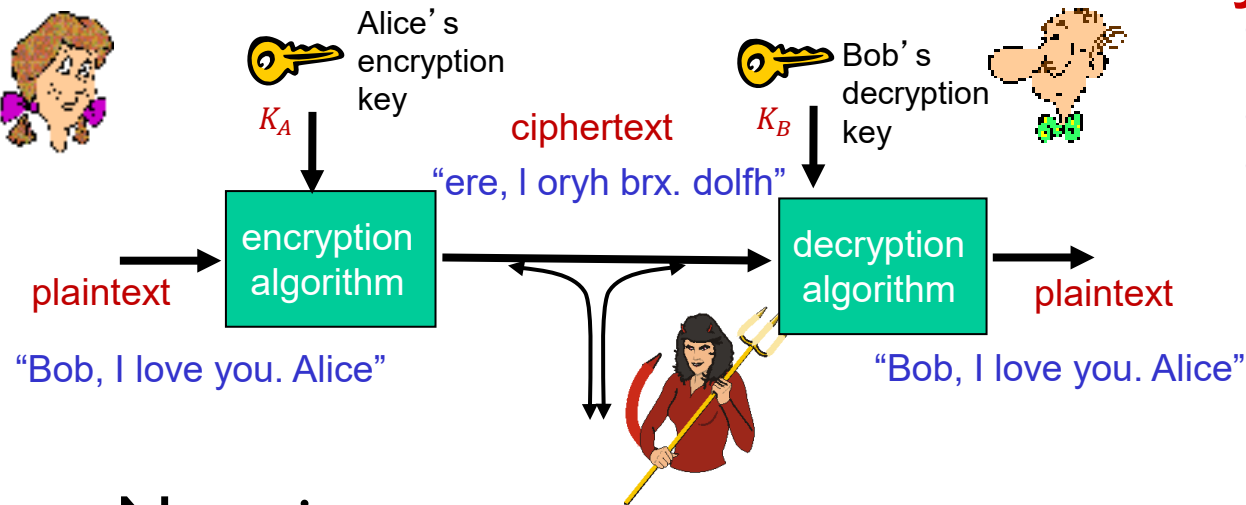 Alice's
encryption
key
K_A
ciphertext
"ere, I oryh brx. dolfh"
Bob's
decryption
key
K_B
encryption
algorithm
decryption
algorithm
plaintext
plaintext
"Bob, I love you. Alice"
"Bob, I love you. Alice"